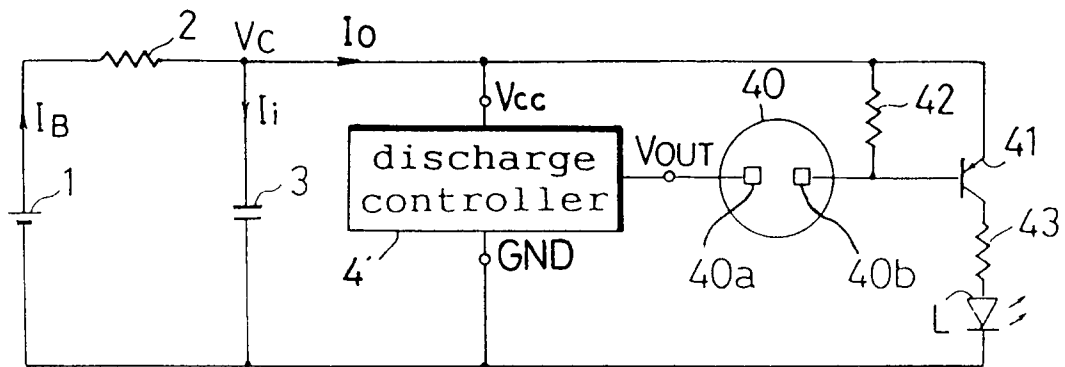 2
VC
IO
IB
Ii
1
3
VCC
discharge
controller
4'
GND
VOUT
40
40a
40b
42
41
43
L